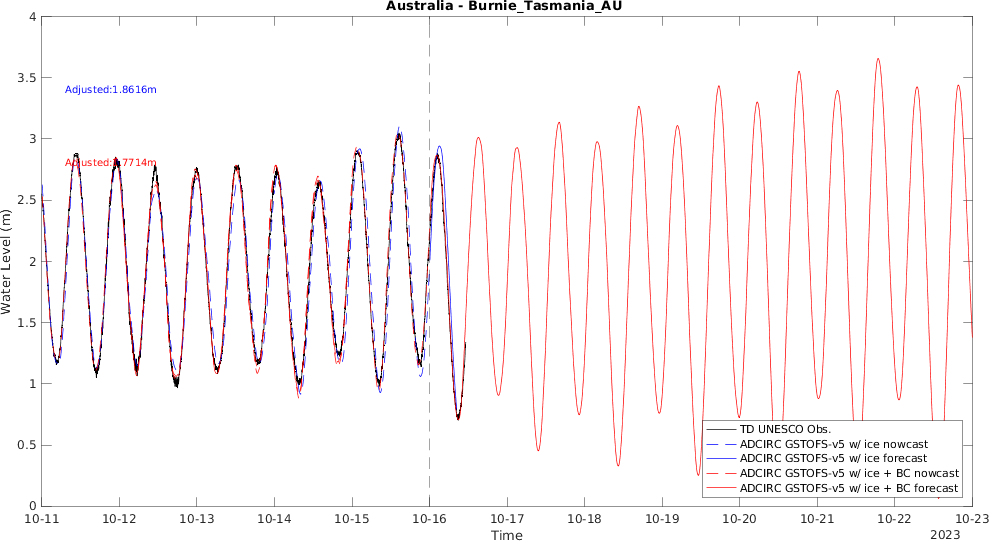 Australia - Burnie_Tasmania_AU
4
3.5
3
2.5
2
1.5
1
0.5
0
Water Level (m)
Adjusted:1.8616m
Adjusted:1.7714m
TD UNESCO Obs.
ADCIRC GSTOFS-v5 w/ ice nowcast
ADCIRC GSTOFS-v5 w/ ice forecast
ADCIRC GSTOFS-v5 w/ ice + BC nowcast
ADCIRC GSTOFS-v5 w/ ice + BC forecast
10-11 10-12 10-13 10-14 10-15 10-16 10-17 10-18 10-19 10-20 10-21 10-22 10-23
Time
2023